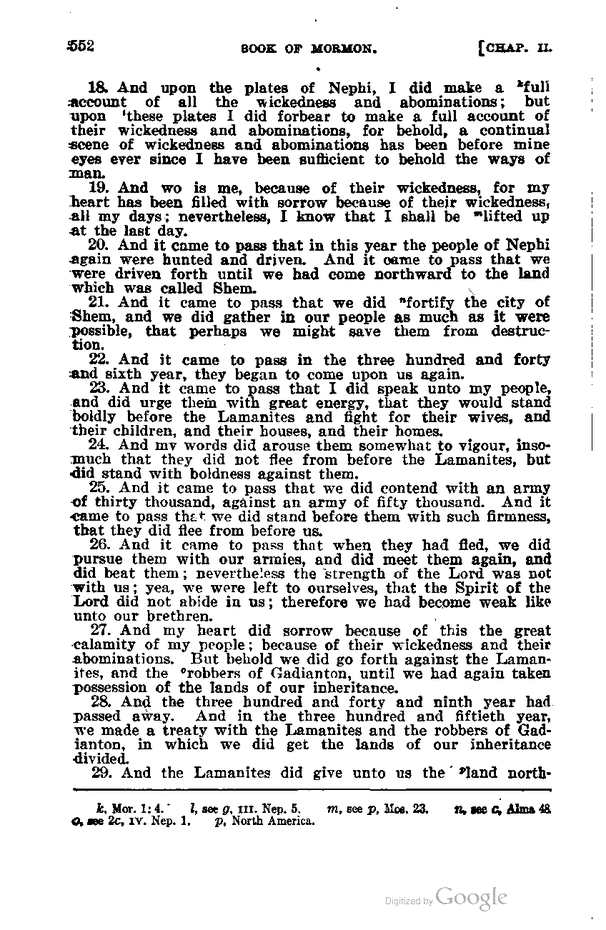 552 BOOK OF MORMON. [CHAP. II.
18. And upon the plates of Nephi, I did make a ᵏfull
account of all the wickedness and abominations; but
upon ˡthese plates I did forbear to make a full account of
their wickedness and abominations, for behold, a continual
scene of wickedness and abominations has been before mine
eyes ever since I have been sufficient to behold the ways of
man.
19. And wo is me, because of their wickedness, for my
heart has been filled with sorrow because of their wickedness,
all my days; nevertheless, I know that I shall be ᵐlifted up
at the last day.
20. And it came to pass that in this year the people of Nephi
again were hunted and driven. And it came to pass that we
were driven forth until we had come northward to the land
which was called Shem.
21. And it came to pass that we did ⁿfortify the city of
Shem, and we did gather in our people as much as it were
possible, that perhaps we might save them from destruc-
tion.
22. And it came to pass in the three hundred and forty
and sixth year, they began to come upon us again.
23. And it came to pass that I did speak unto my people,
and did urge them with great energy, that they would stand
boldly before the Lamanites and fight for their wives, and
their children, and their houses, and their homes.
24. And my words did arouse them somewhat to vigour, inso-
much that they did not flee from before the Lamanites, but
did stand with boldness against them.
25. And it came to pass that we did contend with an army
of thirty thousand, against an army of fifty thousand. And it
came to pass that we did stand before them with such firmness,
that they did flee from before us.
26. And it came to pass that when they had fled, we did
pursue them with our armies, and did meet them again, and
did beat them; nevertheless the strength of the Lord was not
with us; yea, we were left to ourselves, that the Spirit of the
Lord did not abide in us; therefore we had become weak like
unto our brethren.
27. And my heart did sorrow because of this the great
calamity of my people; because of their wickedness and their
abominations. But behold we did go forth against the Laman-
ites, and the ᵒrobbers of Gadianton, until we had again taken
possession of the lands of our inheritance.
28. And the three hundred and forty and ninth year had
passed away. And in the three hundred and fiftieth year,
we made a treaty with the Lamanites and the robbers of Gad-
ianton, in which we did get the lands of our inheritance
divided.
29. And the Lamanites did give unto us the ᵖland north-
k, Mor. 1: 4. l, see g, III. Nep. 5. m, see p, Mos. 23. n, see c, Alma 48.
o, see 2c, IV. Nep. 1. p, North America.
Digitized by Google